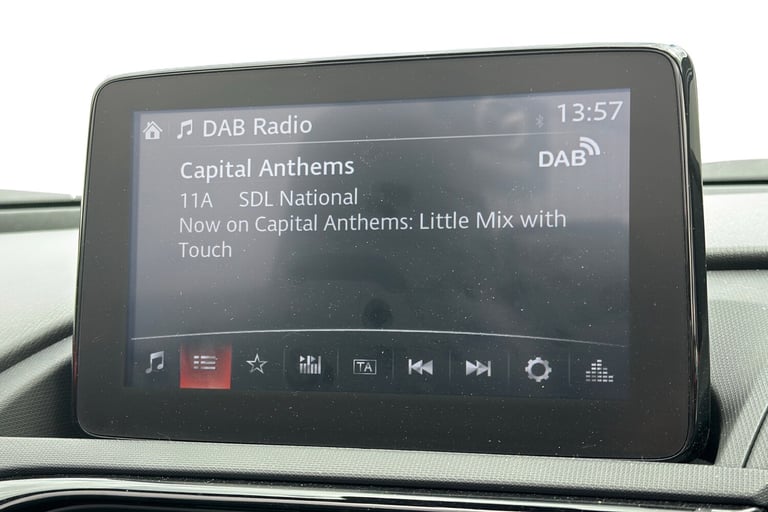 DAB Radio
13:57
Capital Anthems
DAB
11A SDL National
Now on Capital Anthems: Little Mix with
Touch
TA